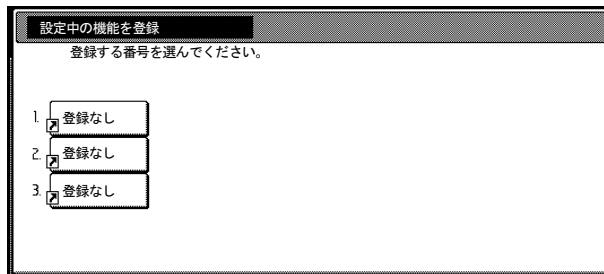 設定中の機能を登録
登録する番号を選んでください。
1. 登録なし
2. 登録なし
3. 登録なし